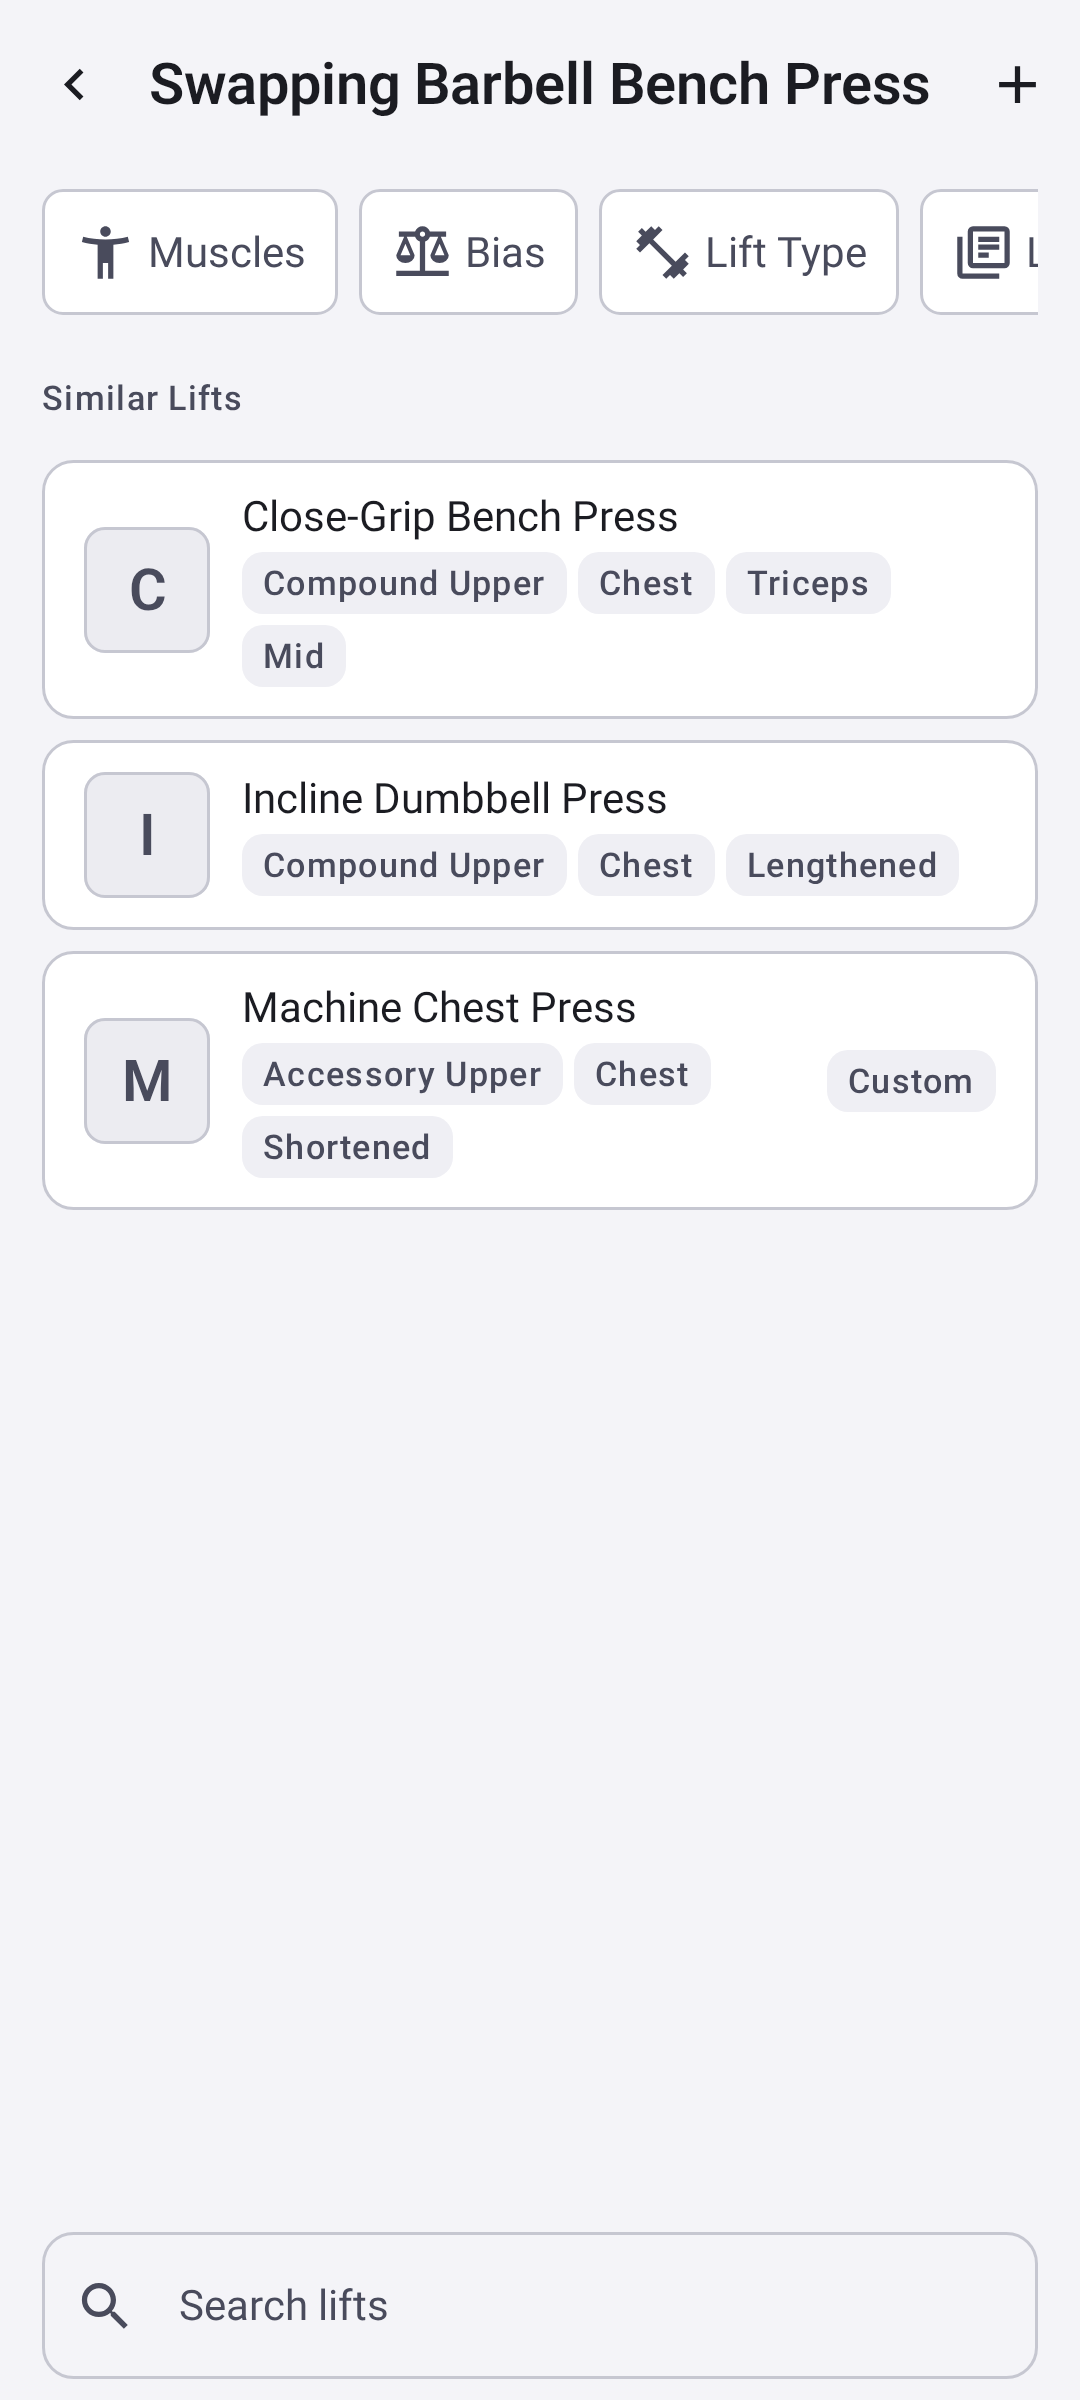 Swapping Barbell Bench Press
Muscles
Bias
Lift Type
Similar Lifts
C
Close-Grip Bench Press
Compound Upper
Chest
Triceps
Mid
I
Incline Dumbbell Press
Compound Upper
Chest
Lengthened
M
Machine Chest Press
Accessory Upper
Chest
Shortened
Custom
Search lifts